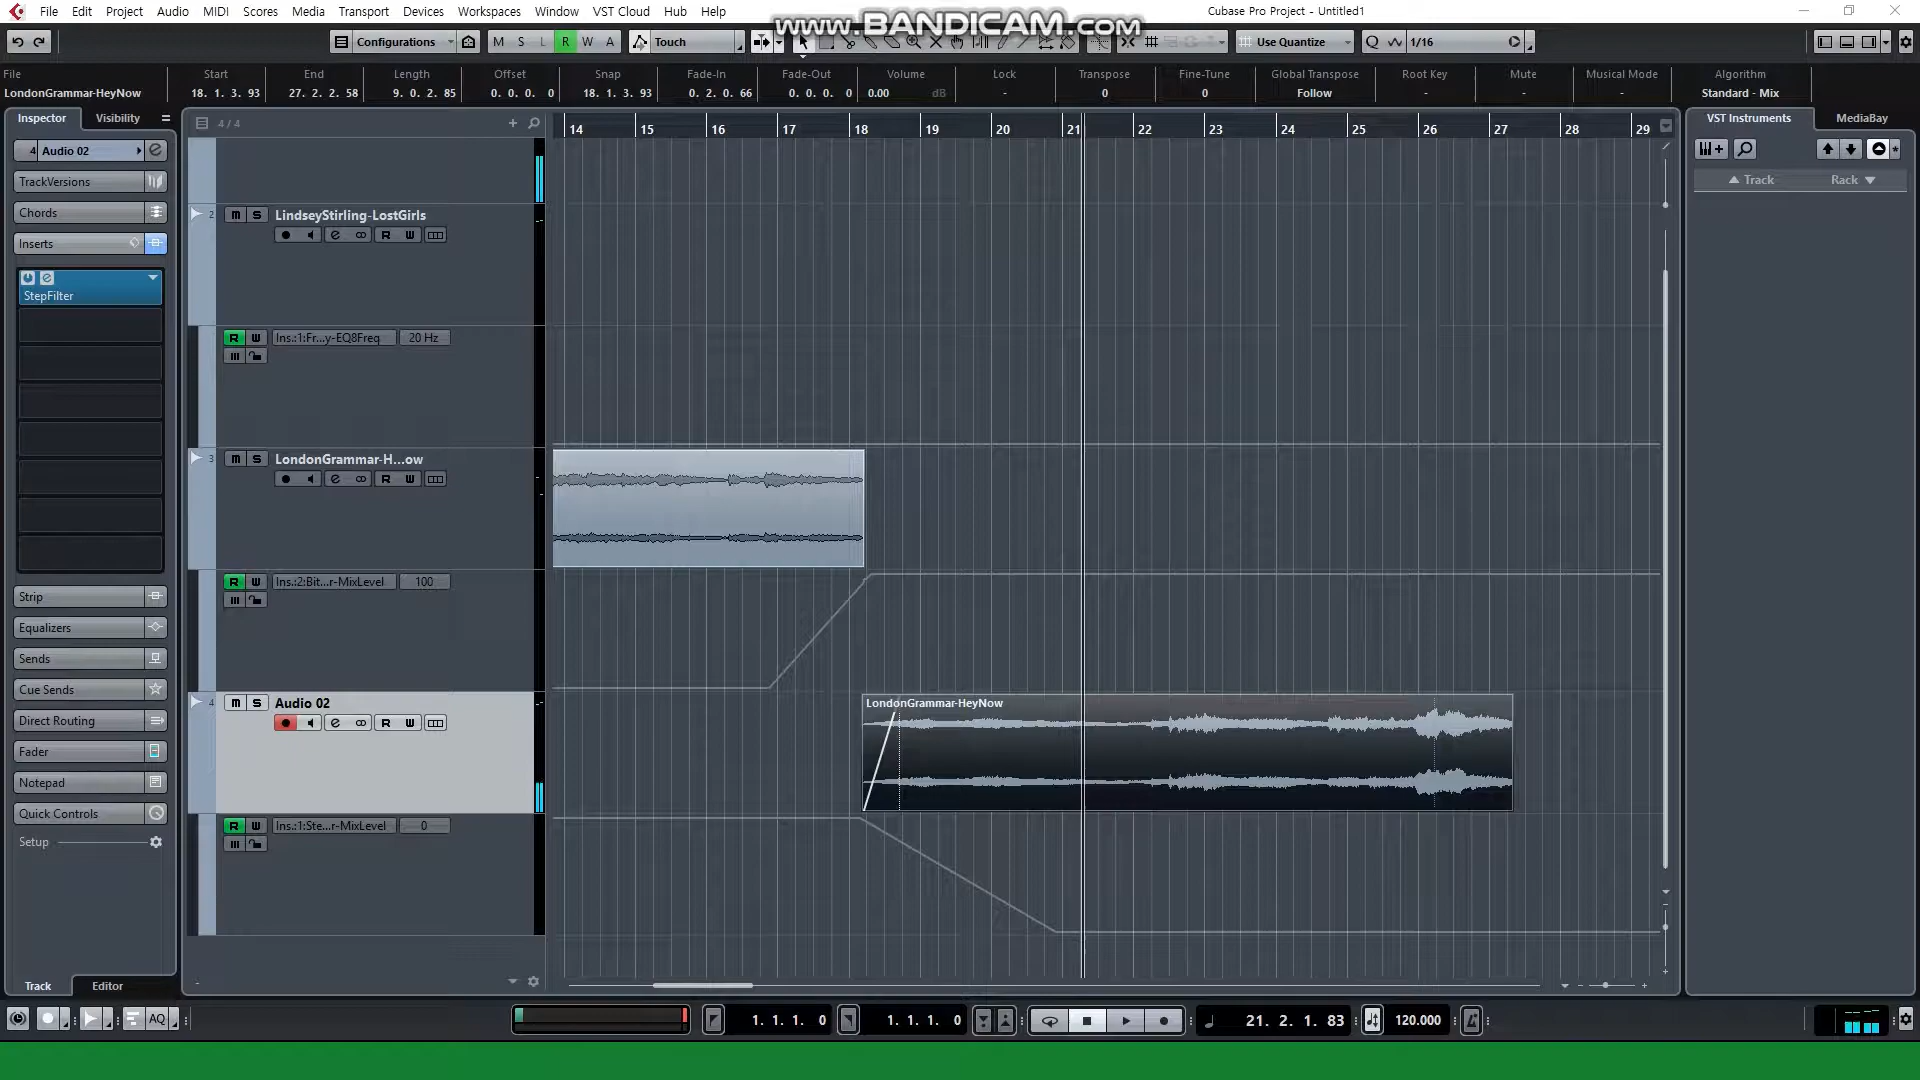 File Edit Project Audio MIDI Scores Media Transport Devices Workspaces Window VST Cloud Hub Help
www.BANDICAM.com
Cubase Pro Project - Untitled1
Configurations M S L R W A Touch Use Quantize Q 1/16
File Start End Length Offset Snap Fade-In Fade-Out Volume Lock Transpose Fine-Tune Global Transpose Root Key Mute Musical Mode Algorithm
LondonGrammar-HeyNow 18. 1. 3. 93 27. 2. 2. 58 9. 0. 2. 85 0. 0. 0. 0 18. 1. 3. 93 0. 2. 0. 66 0. 0. 0. 0 0.00 dB - 0 0 Follow - - - Standard - Mix
Inspector Visibility 4 / 4 14 15 16 17 18 19 20 21 22 23 24 25 26 27 28 29 VST Instruments MediaBay
4 Audio 02
TrackVersions Track Rack
Chords
2 m S LindseyStirling-LostGirls
R W
Inserts
StepFilter
R W Ins.:1:Fr...y-EQ8Freq 20 Hz
3 m S LondonGrammar-H...ow
R W
R W Ins.:2:Bit...r-MixLevel 100
Strip
Equalizers
Sends
Cue Sends
4 m S Audio 02 LondonGrammar-HeyNow
R W
Direct Routing
Fader
Notepad
Quick Controls
R W Ins.:1:Ste...r-MixLevel 0
Setup
Track Editor
AQ 1. 1. 1. 0 1. 1. 1. 0 21. 2. 1. 83 120.000